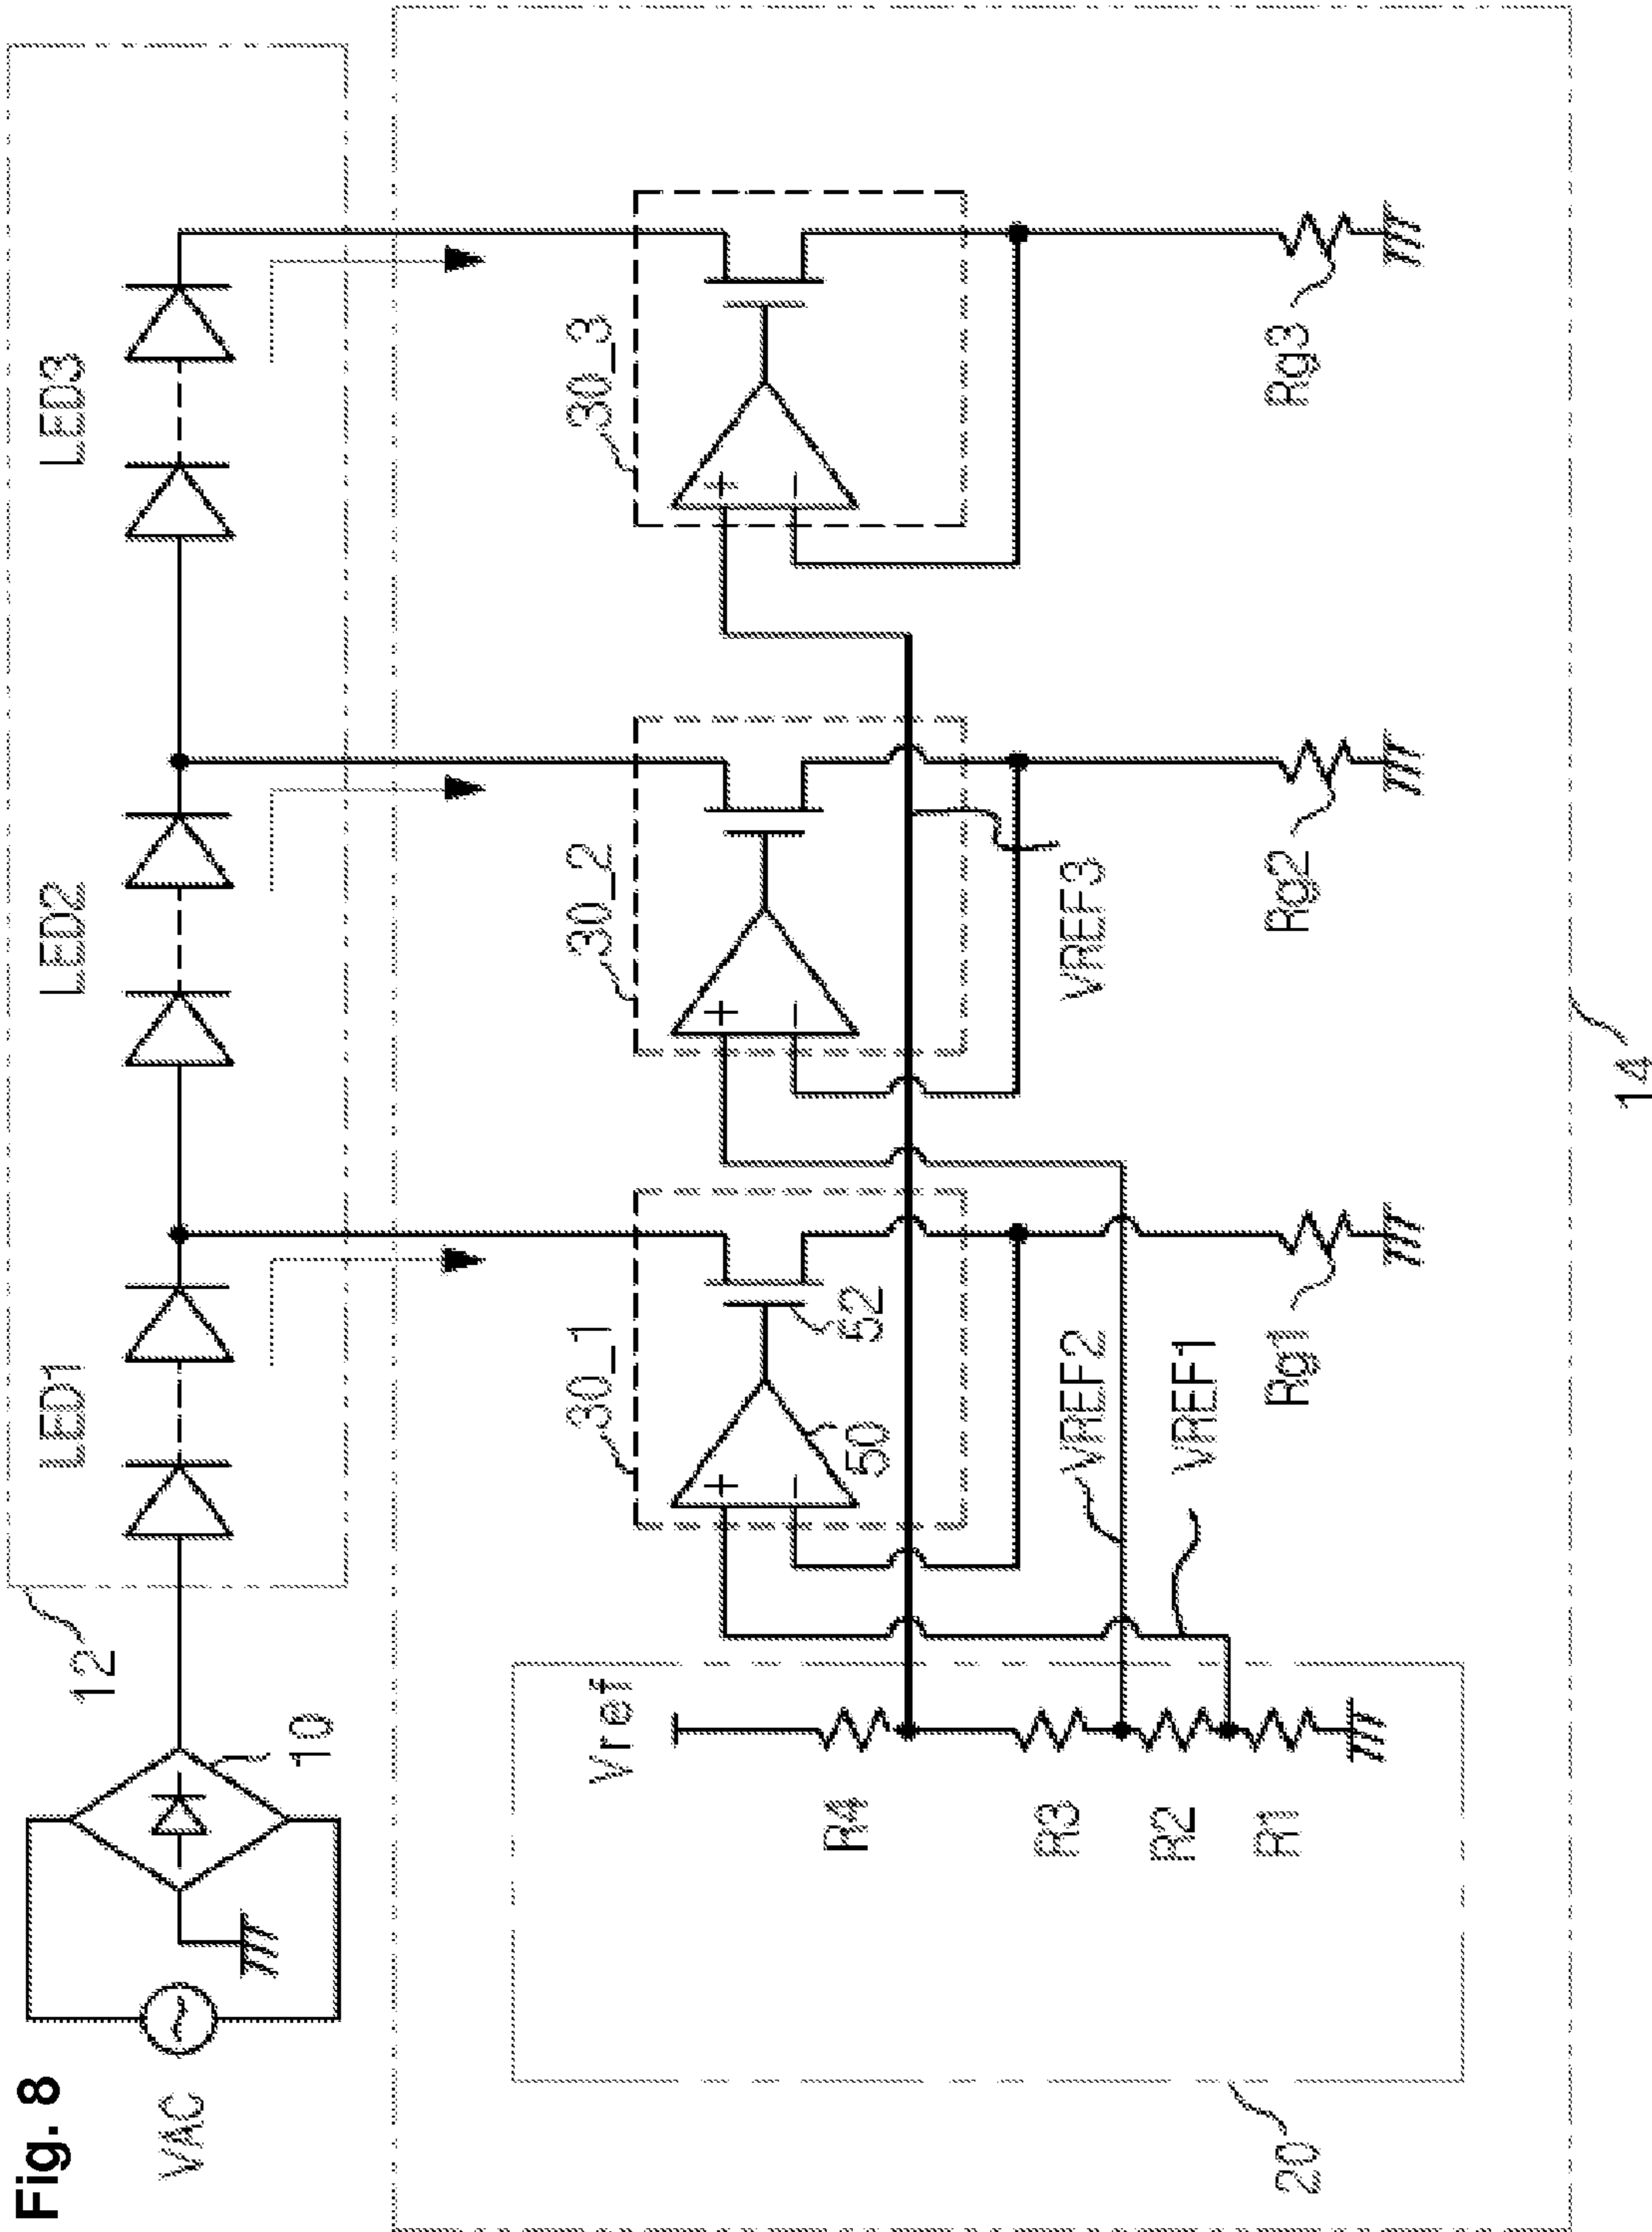 Fig. 8
VAC
10
12
LED1
LED2
LED3
30_1
30_2
30_3
+
−
50
52
+
−
+
−
Vref
R4
R3
R2
R1
VREF2
VREF1
VREF3
Rg1
Rg2
Rg3
20
14